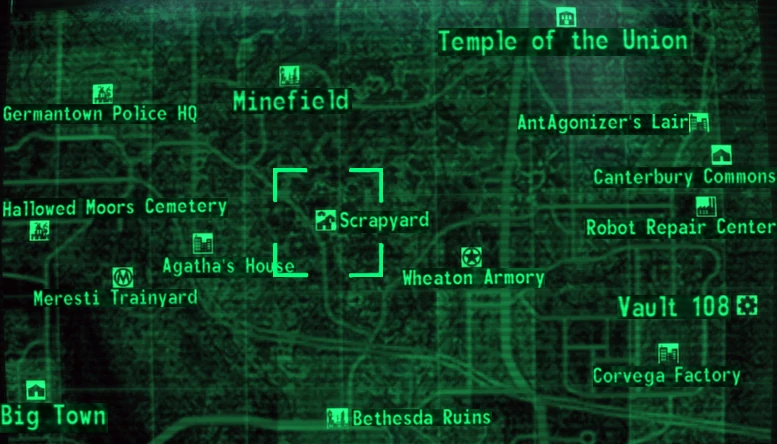 Temple of the Union
Minefield
Germantown Police HQ
AntAgonizer's Lair
Canterbury Commons
Hallowed Moors Cemetery
Scrapyard
Robot Repair Center
Agatha's House
Wheaton Armory
Meresti Trainyard
Vault 108
Corvega Factory
Big Town
Bethesda Ruins